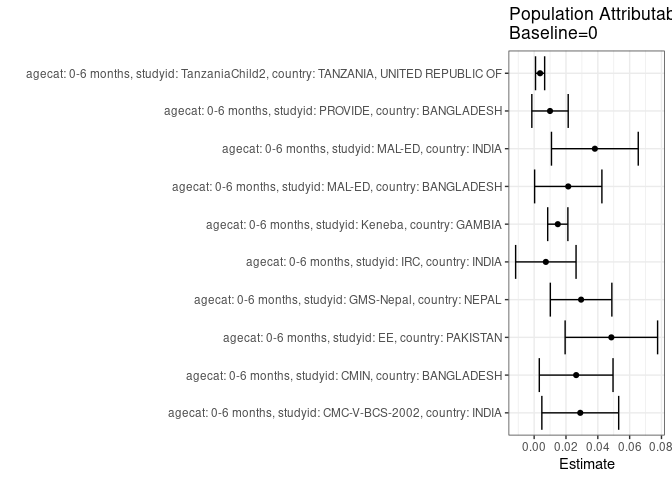 Population Attributab
Baseline=0
agecat: 0-6 months, studyid: TanzaniaChild2, country: TANZANIA, UNITED REPUBLIC OF
agecat: 0-6 months, studyid: PROVIDE, country: BANGLADESH
agecat: 0-6 months, studyid: MAL-ED, country: INDIA
agecat: 0-6 months, studyid: MAL-ED, country: BANGLADESH
agecat: 0-6 months, studyid: Keneba, country: GAMBIA
agecat: 0-6 months, studyid: IRC, country: INDIA
agecat: 0-6 months, studyid: GMS-Nepal, country: NEPAL
agecat: 0-6 months, studyid: EE, country: PAKISTAN
agecat: 0-6 months, studyid: CMIN, country: BANGLADESH
agecat: 0-6 months, studyid: CMC-V-BCS-2002, country: INDIA
0.00 0.02 0.04 0.06 0.08
Estimate